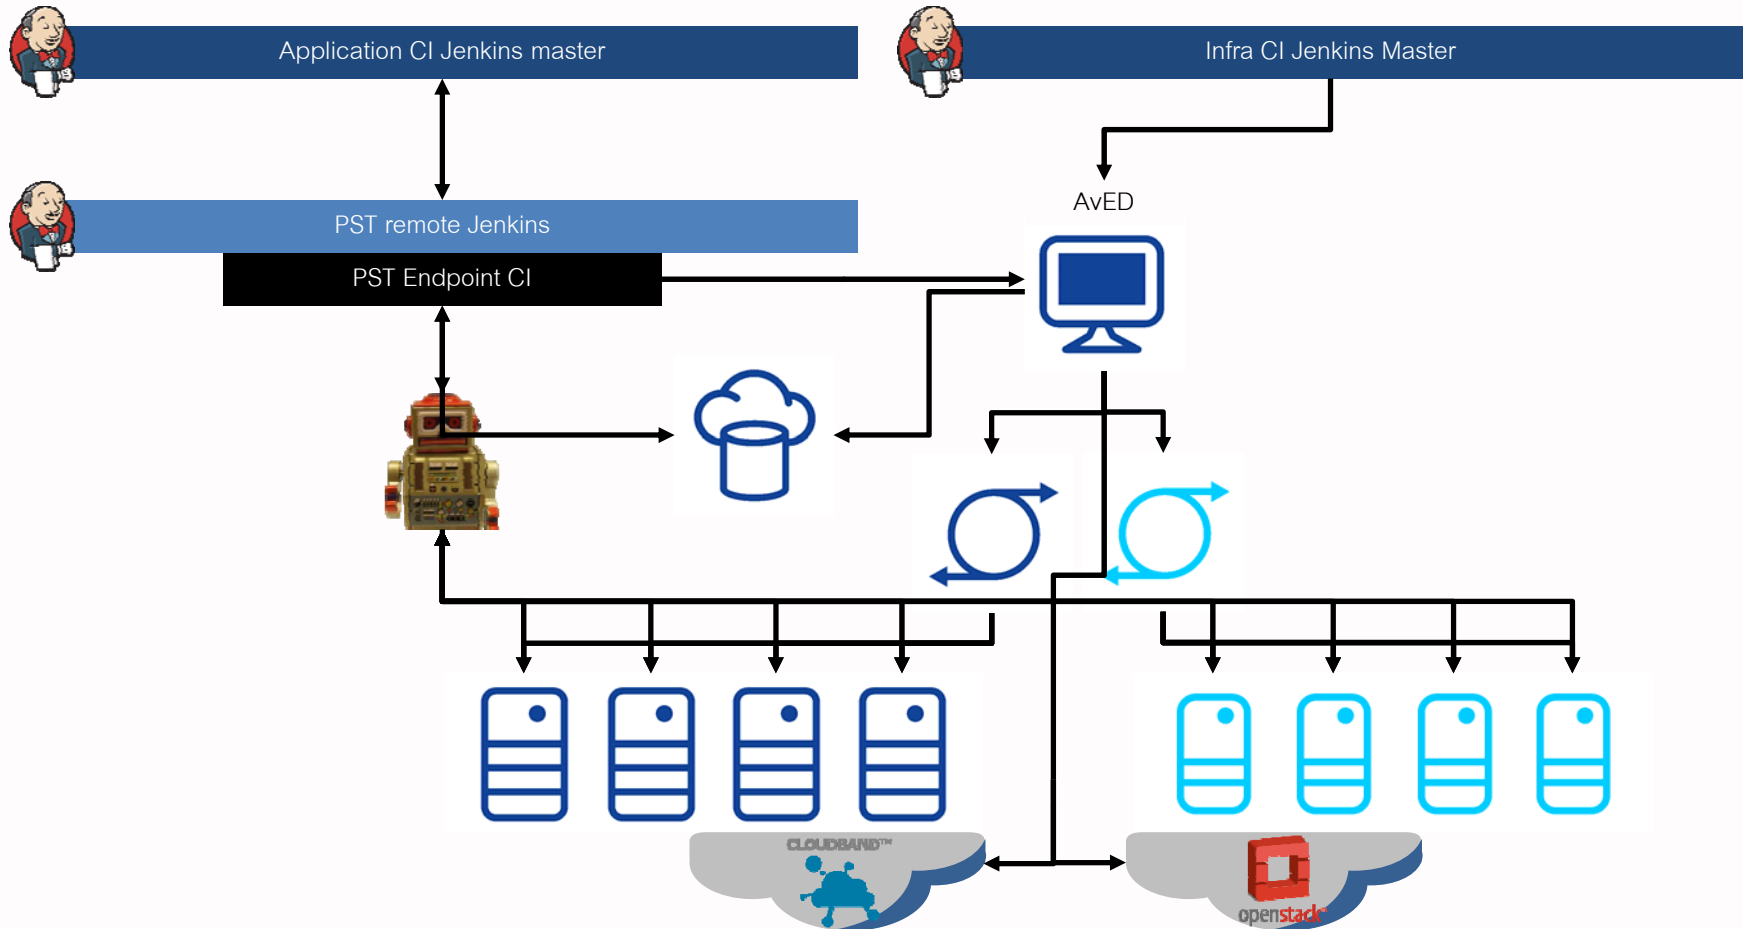 Application CI Jenkins master
Infra CI Jenkins Master
AvED
PST remote Jenkins
PST Endpoint CI
CLOUDBAND™
openstack